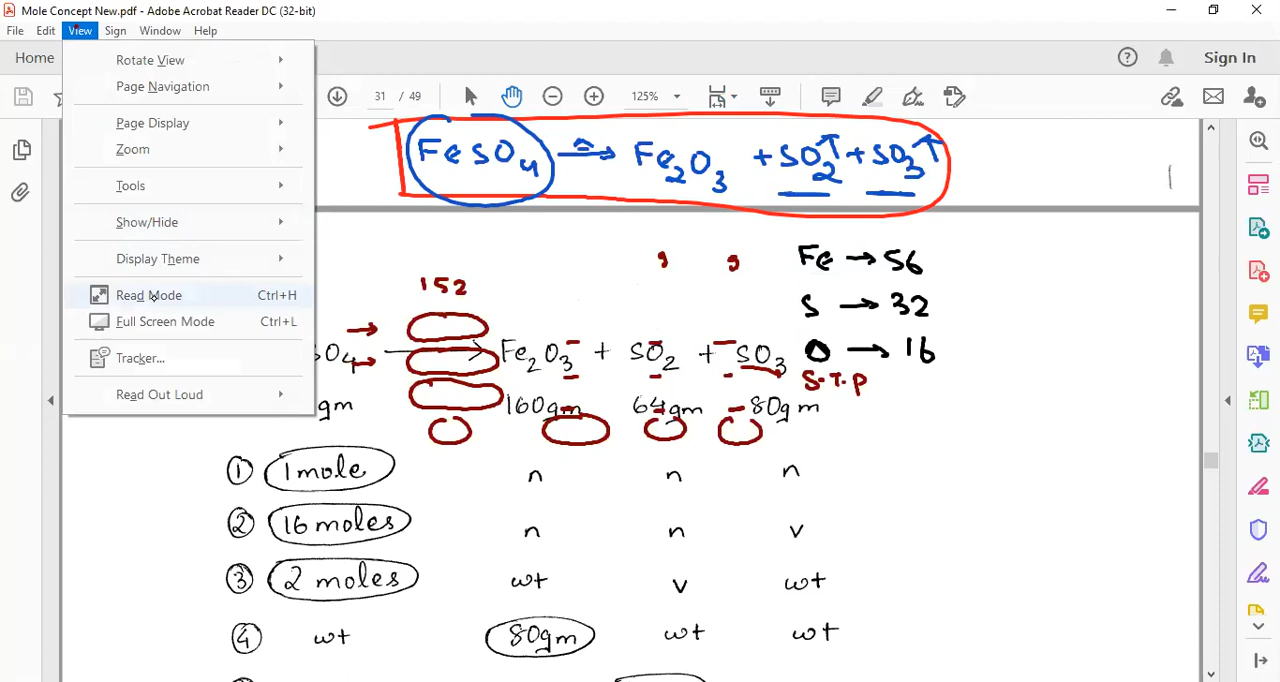 Mole Concept New.pdf - Adobe Acrobat Reader DC (32-bit)
File Edit View Sign Window Help
Home
Sign In
31 / 49
125%
Rotate View
Page Navigation
Page Display
Zoom
Tools
Show/Hide
Display Theme
Read Mode Ctrl+H
Full Screen Mode Ctrl+L
Tracker...
Read Out Loud
FeSO4 → Fe2O3 + SO2↑ + SO3↑
Fe → 56
152
S → 32
O4 → Fe2O3 + SO2 + SO3
O → 16
S.T.P
gm 160gm 64gm 80gm
① 1 mole n n n
② 16 moles n n v
③ 2 moles wt v wt
④ wt 80gm wt wt